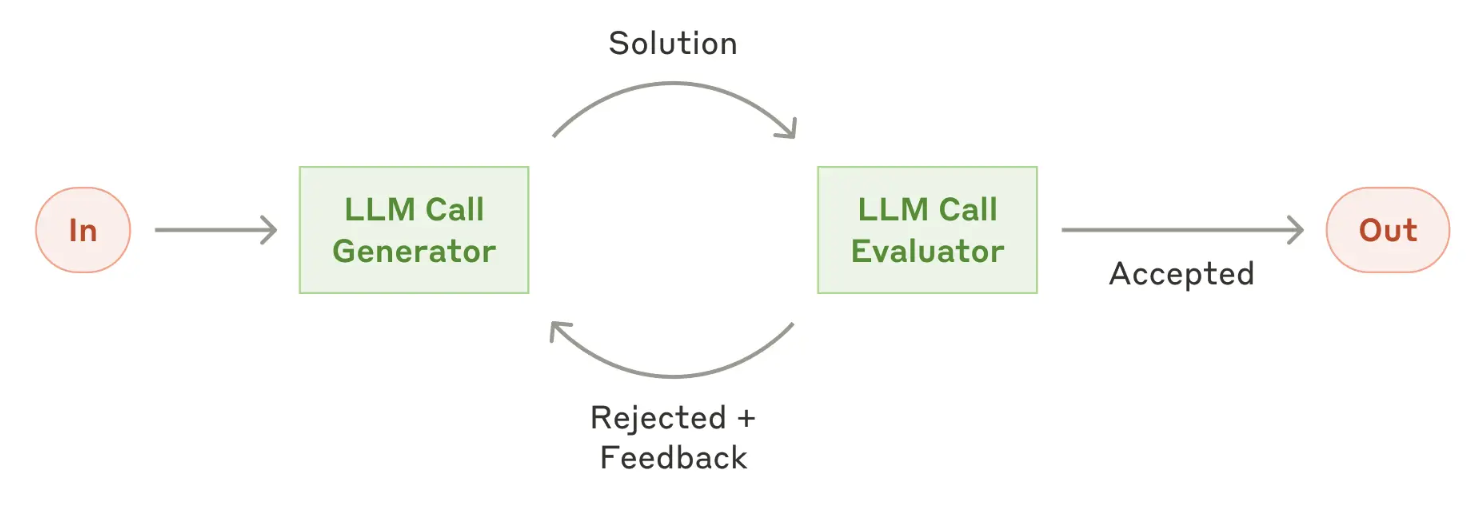 Solution
In
LLM Call
Generator
LLM Call
Evaluator
Accepted
Out
Rejected +
Feedback